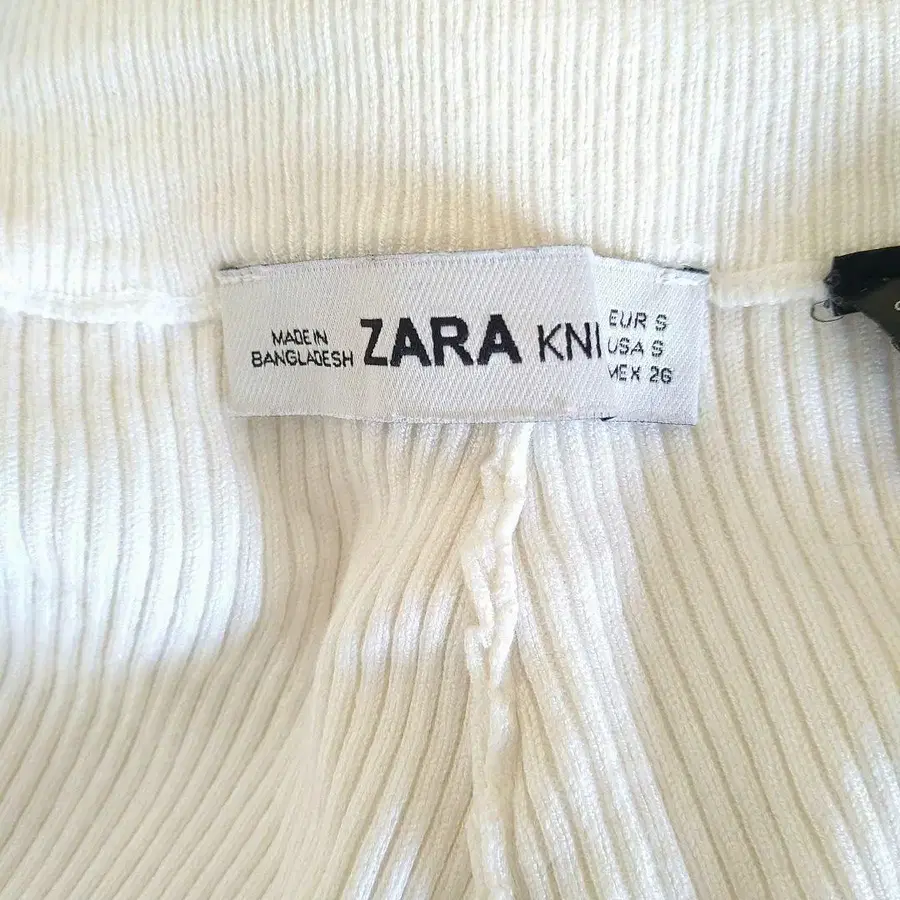 MADE IN
BANGLADESH
ZARA KNI
EUR S
USA S
MEX 26